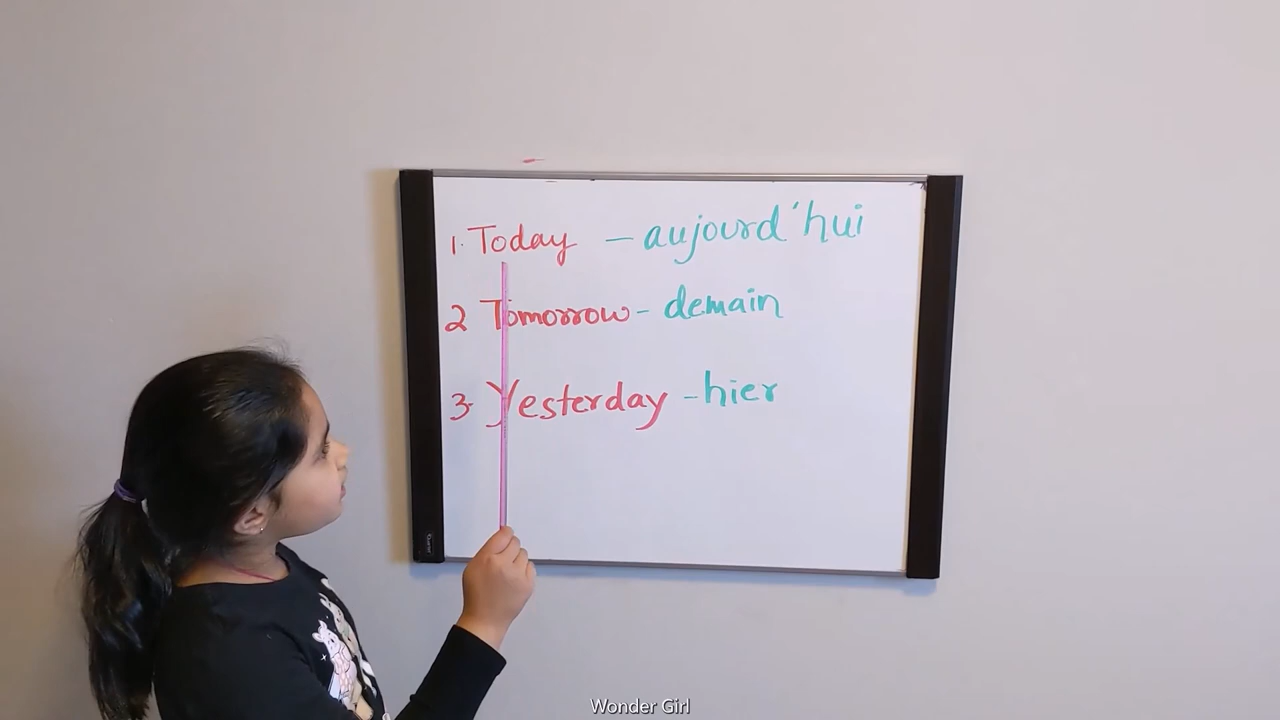 1. Today - aujourd'hui
2 Tomorrow - demain
3. Yesterday - hier
Wonder Girl